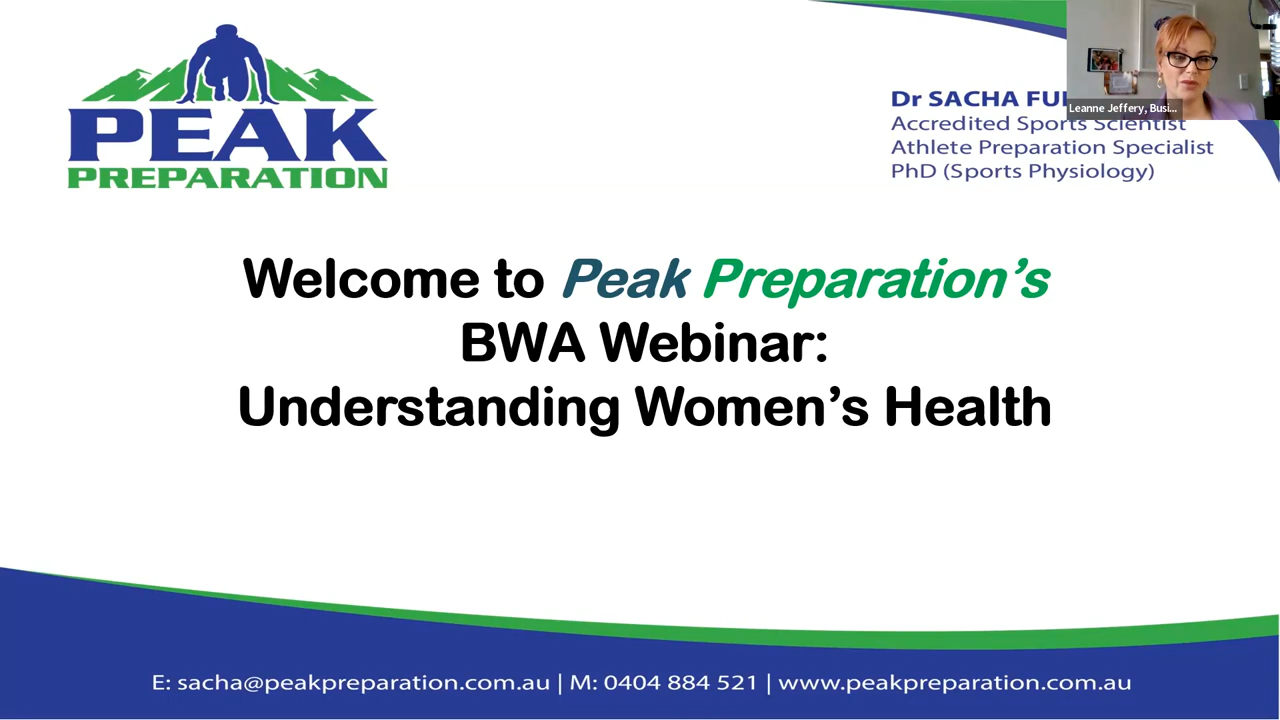 PEAK
PREPARATION
Leanne Jeffery, Busi...
Dr SACHA
Accredited Sports Scientist
Athlete Preparation Specialist
PhD (Sports Physiology)
Welcome to Peak Preparation’s
BWA Webinar:
Understanding Women’s Health
E: sacha@peakpreparation.com.au | M: 0404 884 521 | www.peakpreparation.com.au